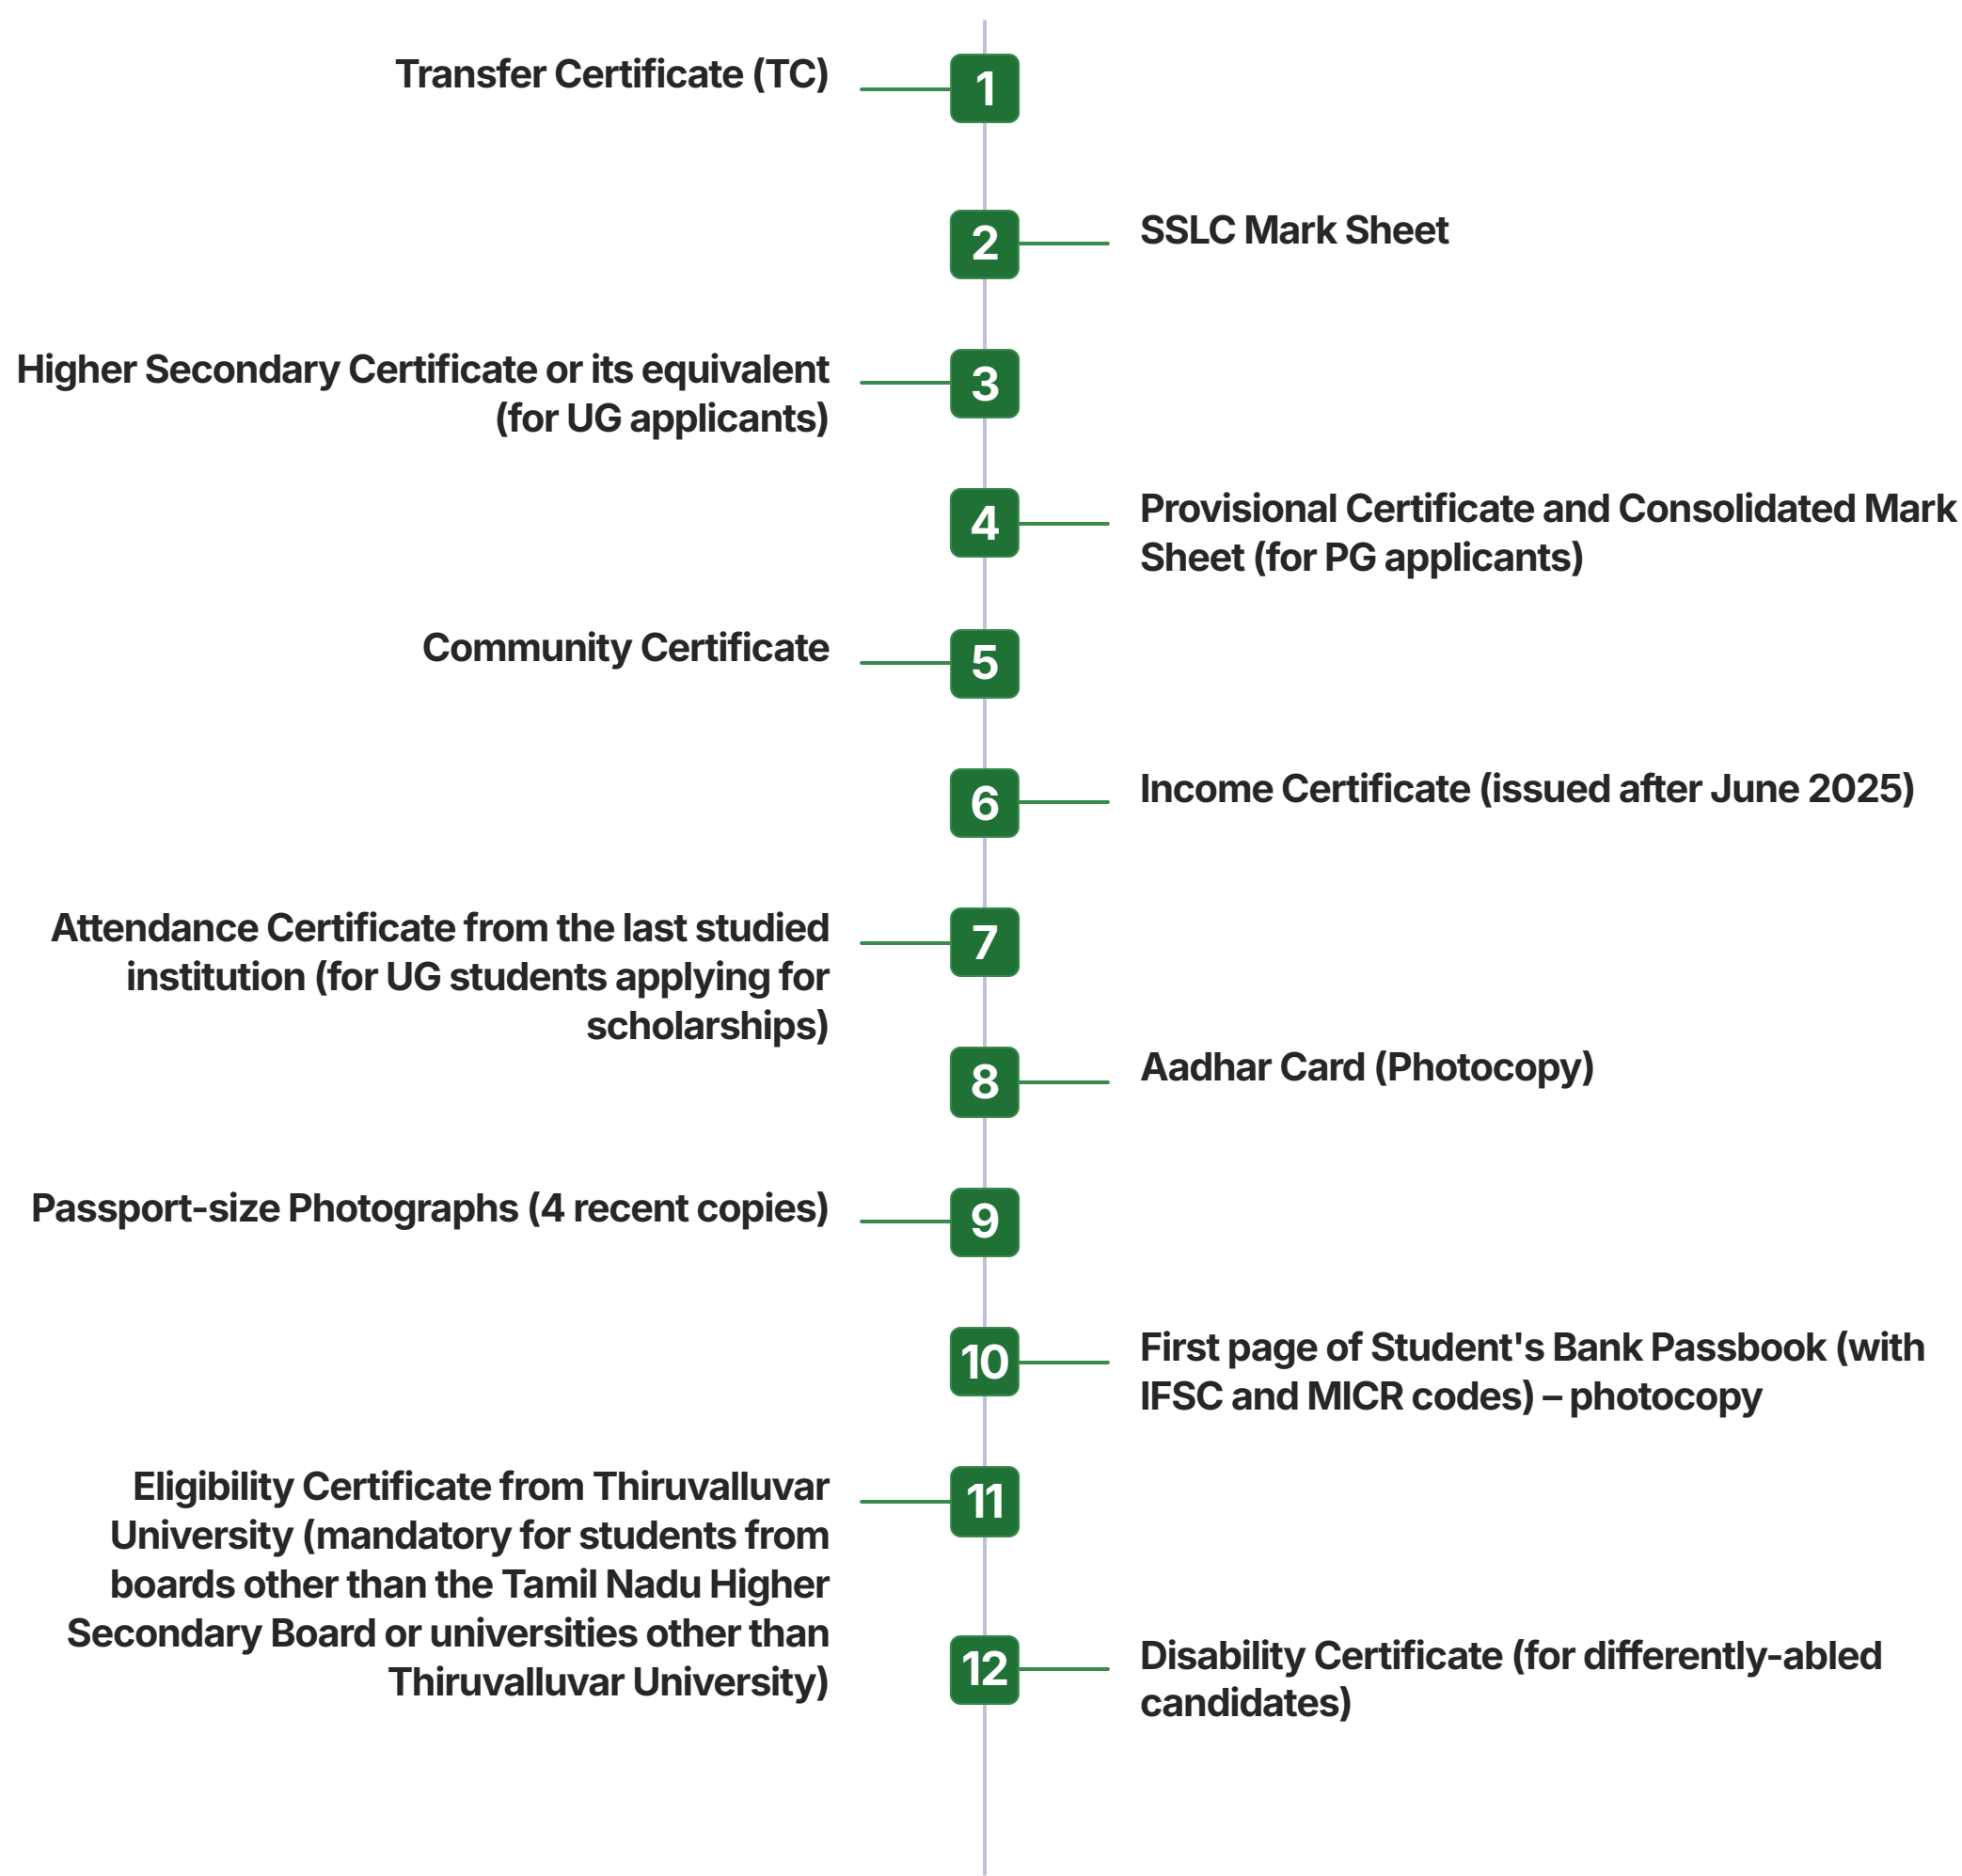 Transfer Certificate (TC)
1
2
SSLC Mark Sheet
Higher Secondary Certificate or its equivalent
(for UG applicants)
3
4
Provisional Certificate and Consolidated Mark
Sheet (for PG applicants)
Community Certificate
5
6
Income Certificate (issued after June 2025)
Attendance Certificate from the last studied
institution (for UG students applying for
scholarships)
7
8
Aadhar Card (Photocopy)
Passport-size Photographs (4 recent copies)
9
10
First page of Student's Bank Passbook (with
IFSC and MICR codes) – photocopy
Eligibility Certificate from Thiruvalluvar
University (mandatory for students from
boards other than the Tamil Nadu Higher
Secondary Board or universities other than
Thiruvalluvar University)
11
12
Disability Certificate (for differently-abled
candidates)